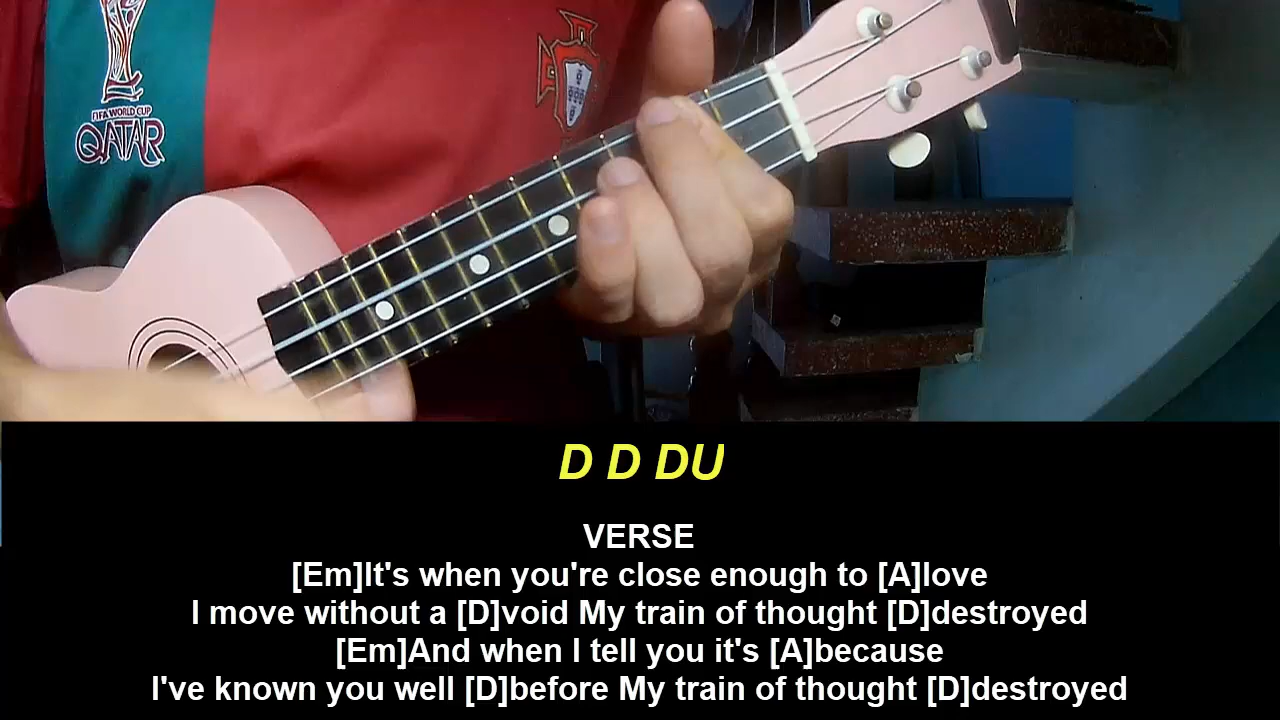 FIFA WORLD CUP
QATAR
D D DU
VERSE
[Em]It's when you're close enough to [A]love
I move without a [D]void My train of thought [D]destroyed
[Em]And when I tell you it's [A]because
I've known you well [D]before My train of thought [D]destroyed